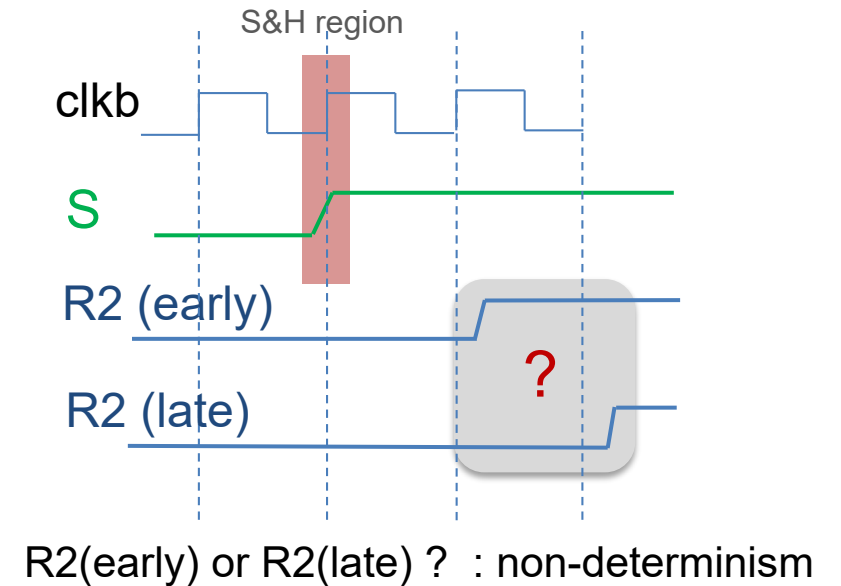 S&H region
clkb
S
R2 (early)
?
R2 (late)
R2(early) or R2(late) ? : non-determinism